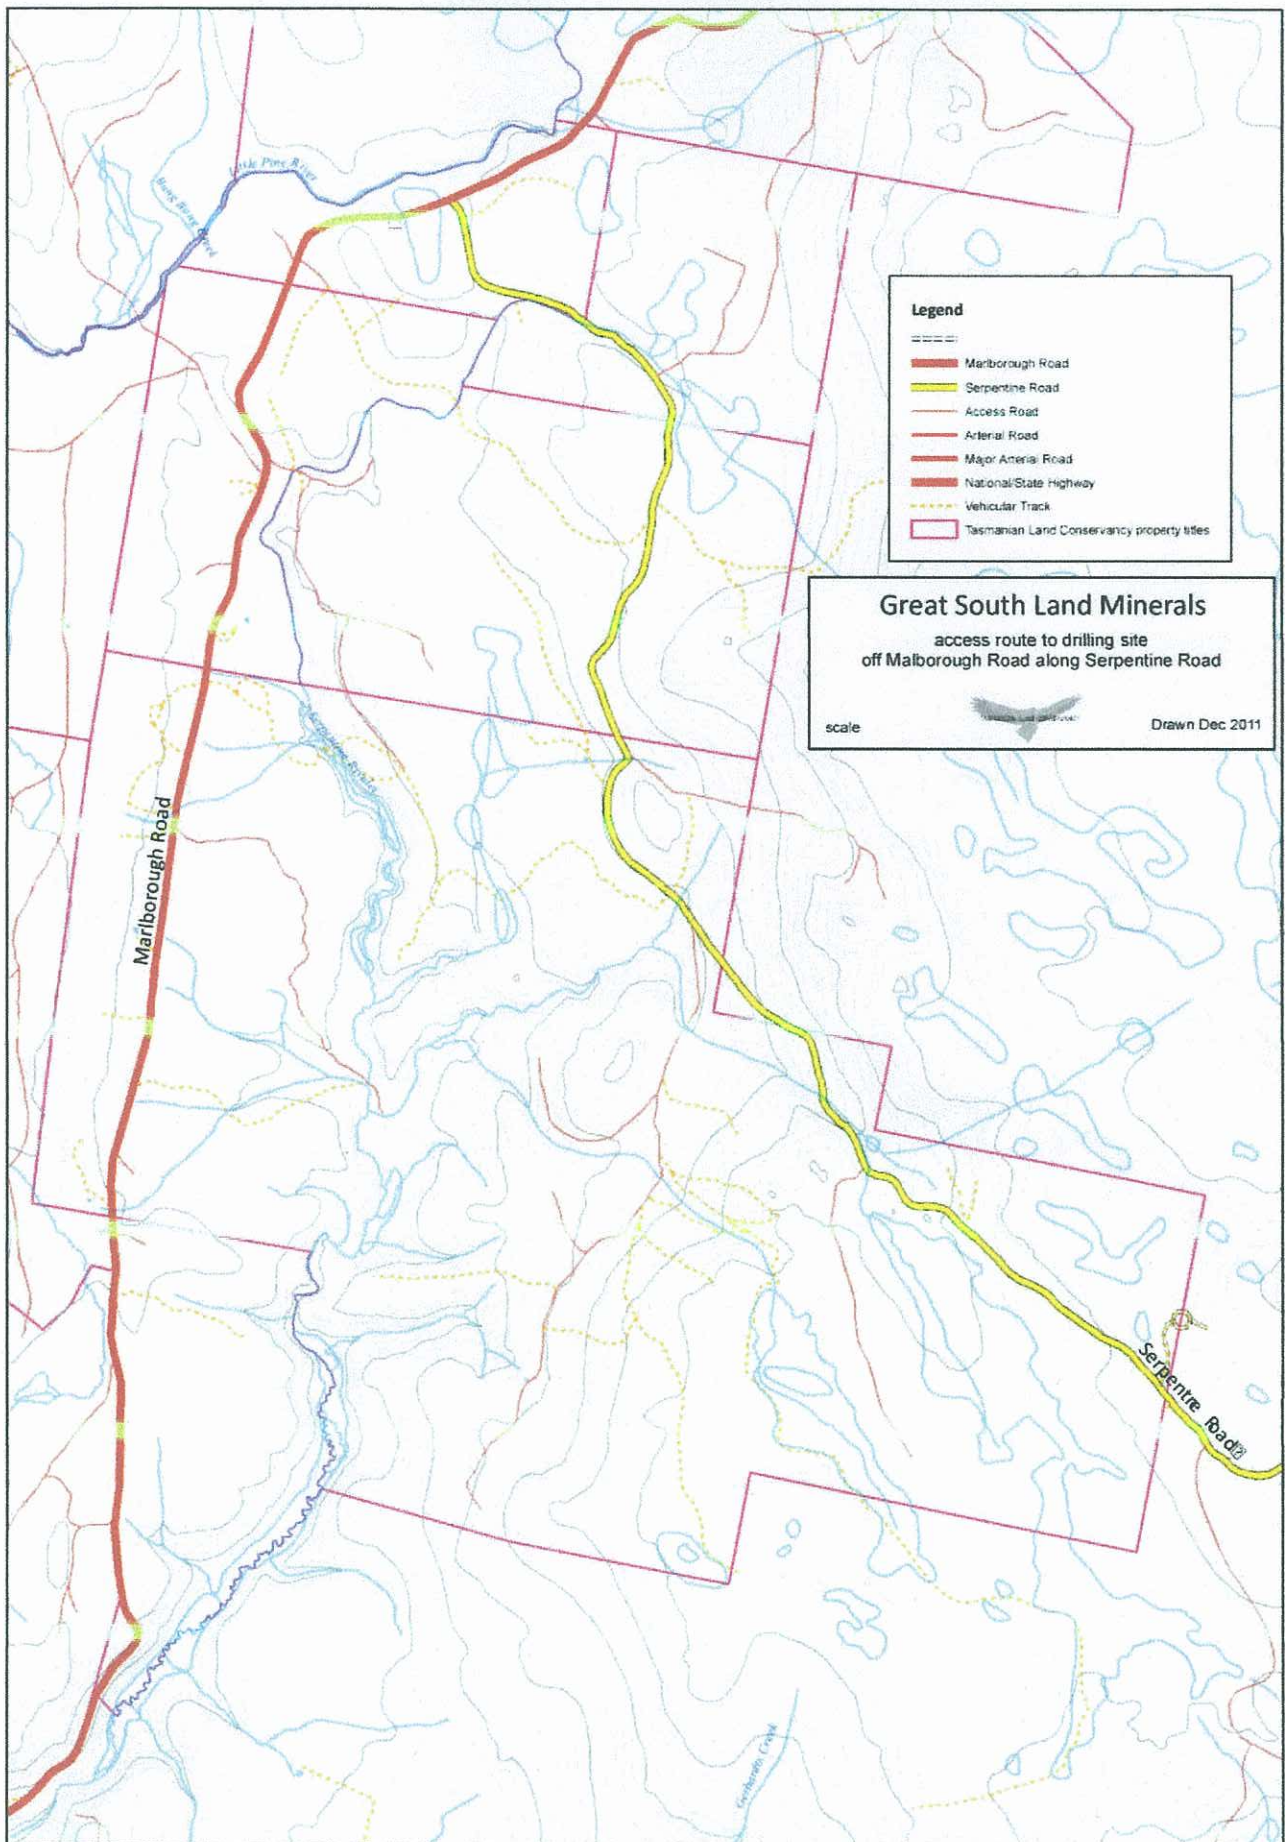 Little Pine River
Legend
Marlborough Road
Serpentine Road
Access Road
Arterial Road
Major Arterial Road
National/State Highway
Vehicular Track
Tasmanian Land Conservancy property titles
Great South Land Minerals
access route to drilling site
off Malborough Road along Serpentine Road
scale
Drawn Dec 2011
Marlborough Road
Serpentine Road